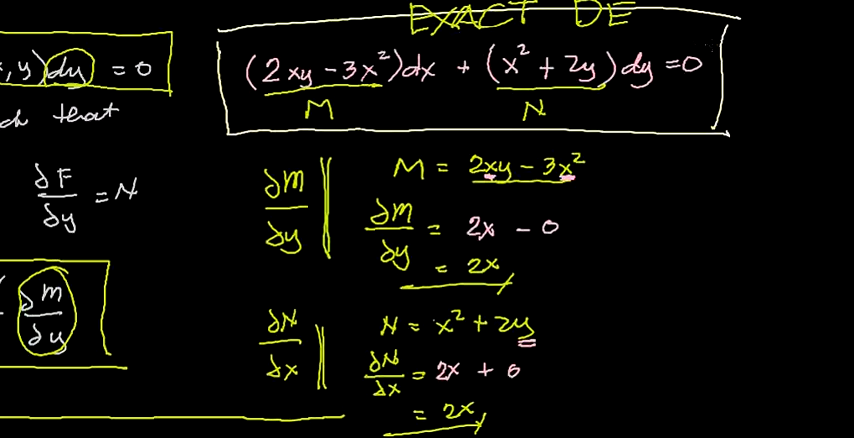 EXACT DE
, y) dy = 0
(2xy - 3x²)dx + (x² + 2y)dy = 0
M N
that
∂F/∂y = N
∂M/∂y
M = 2xy - 3x²
∂M/∂y = 2x - 0
= 2x
∂M/∂y
∂N/∂x
N = x² + 2y
∂N/∂x = 2x + 0
= 2x